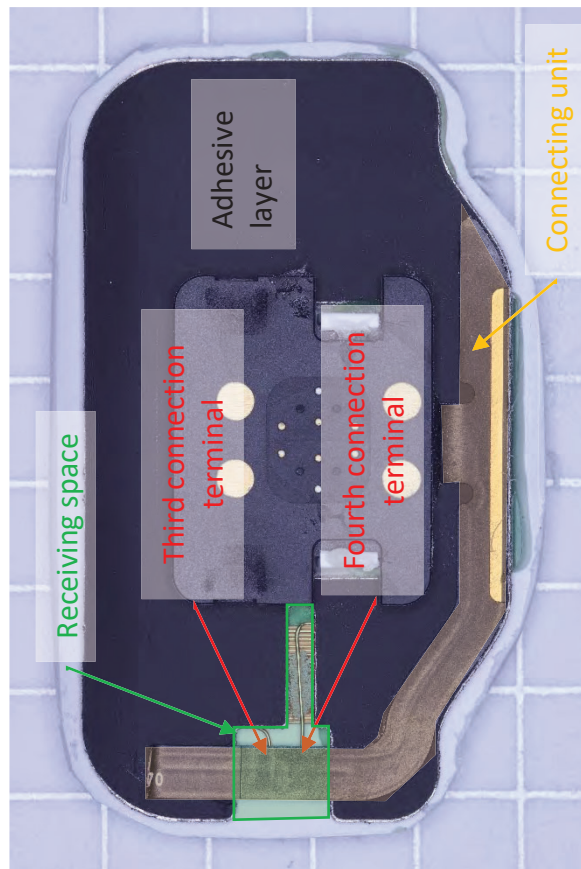 Receiving space
Third connection
terminal
Fourth connection
terminal
Adhesive
layer
Connecting unit
70